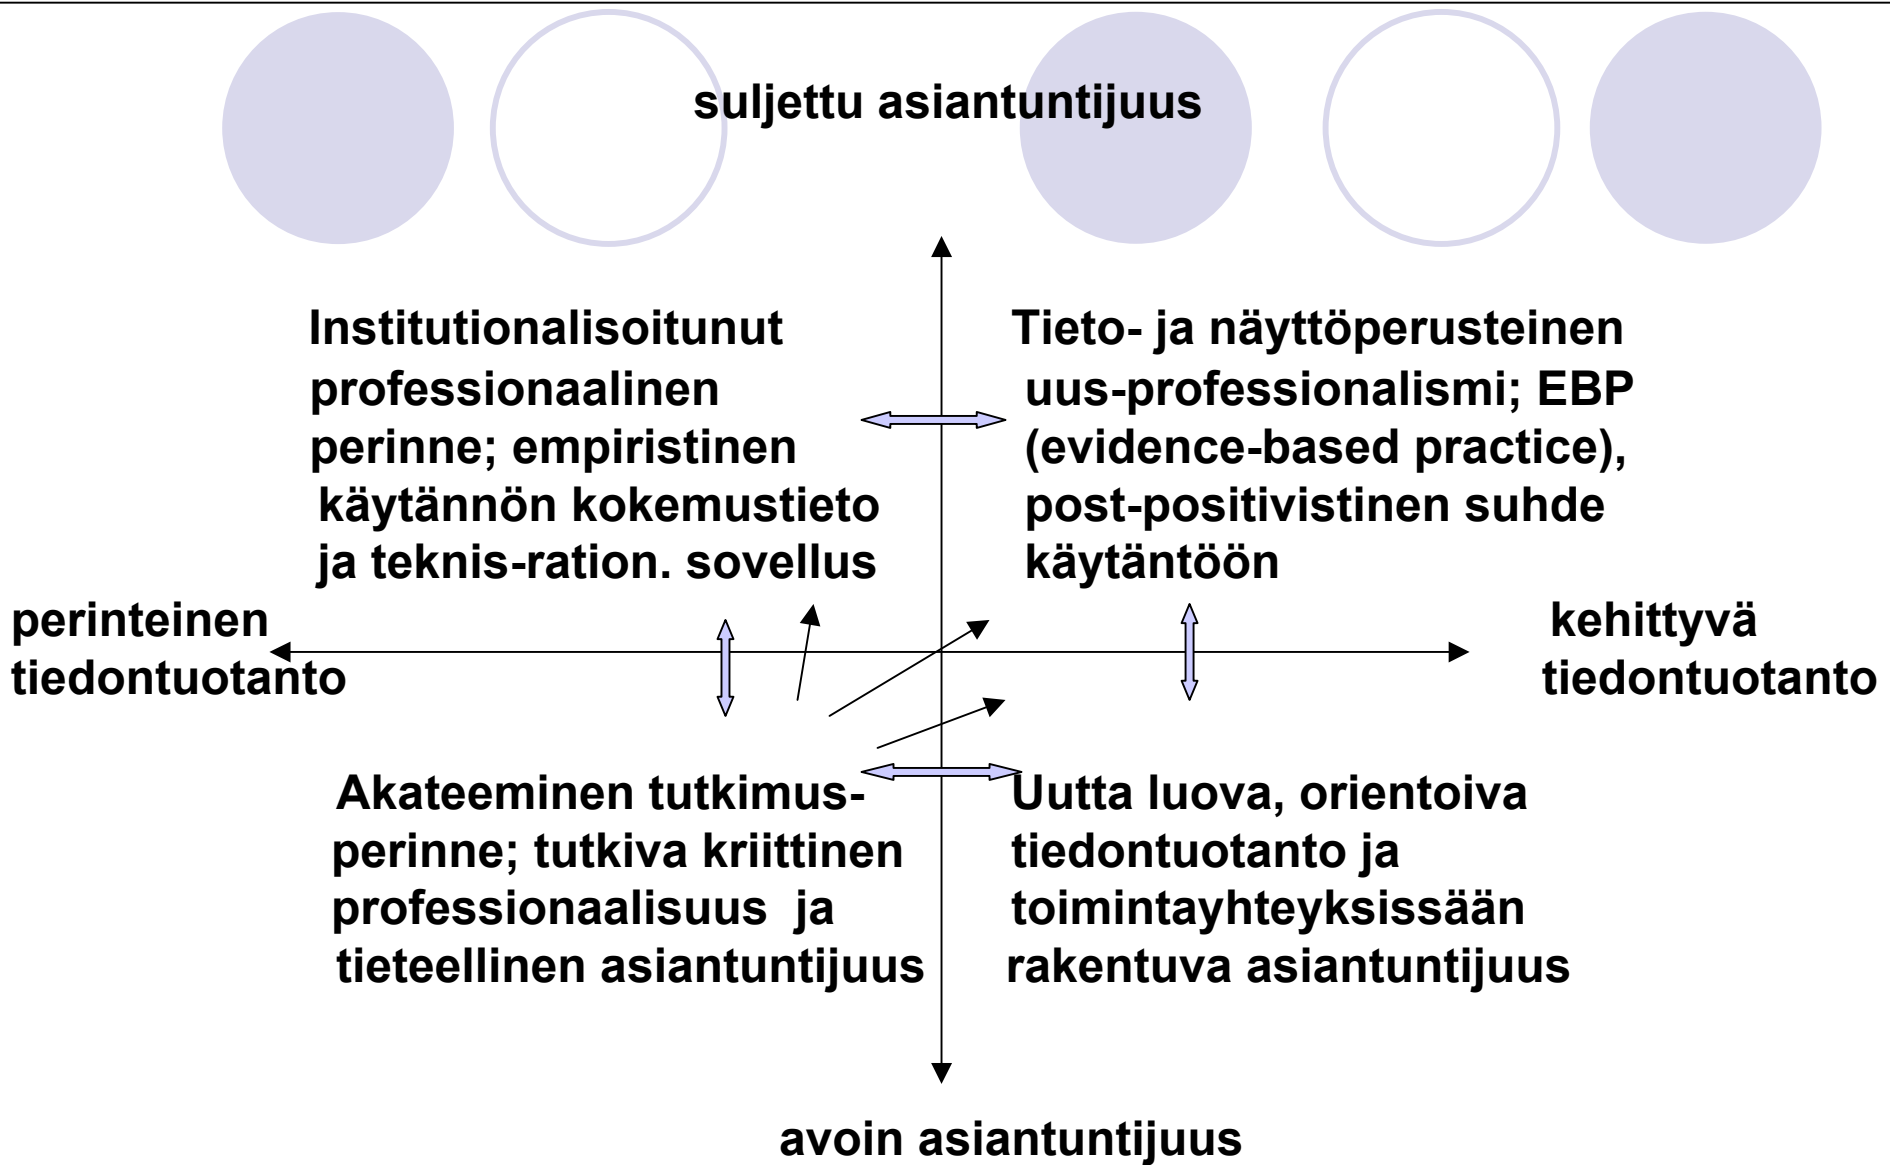 suljettu asiantuntijuus
Institutionalisoitunut
professionaalinen
perinne; empiristinen
käytännön kokemustieto
ja teknis-ration. sovellus
Tieto- ja näyttöperusteinen
uus-professionalismi; EBP
(evidence-based practice),
post-positivistinen suhde
käytäntöön
perinteinen
tiedontuotanto
kehittyvä
tiedontuotanto
Akateeminen tutkimus-
perinne; tutkiva kriittinen
professionaalisuus ja
tieteellinen asiantuntijuus
Uutta luova, orientoiva
tiedontuotanto ja
toimintayhteyksissään
rakentuva asiantuntijuus
avoin asiantuntijuus